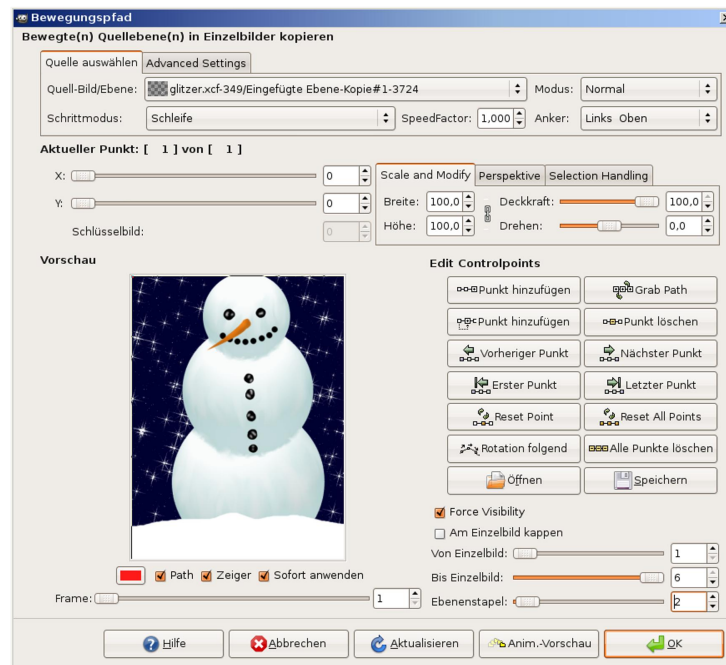 Bewegungspfad
Bewegte(n) Quellebene(n) in Einzelbilder kopieren
Quelle auswählen Advanced Settings
Quell-Bild/Ebene: glitzer.xcf-349/Eingefügte Ebene-Kopie#1-3724 Modus: Normal
Schrittmodus: Schleife SpeedFactor: 1,000 Anker: Links Oben
Aktueller Punkt: [ 1 ] von [ 1 ]
X: 0 Scale and Modify Perspektive Selection Handling
Y: 0 Breite: 100,0 Deckkraft: 100,0
Schlüsselbild: 0 Höhe: 100,0 Drehen: 0,0
Vorschau Edit Controlpoints
Punkt hinzufügen Grab Path
Punkt hinzufügen Punkt löschen
Vorheriger Punkt Nächster Punkt
Erster Punkt Letzter Punkt
Reset Point Reset All Points
Rotation folgend Alle Punkte löschen
Öffnen Speichern
Force Visibility
Am Einzelbild kappen
Von Einzelbild: 1
Path Zeiger Sofort anwenden Bis Einzelbild: 6
Frame: 1 Ebenenstapel: 2
Hilfe Abbrechen Aktualisieren Anim.-Vorschau OK